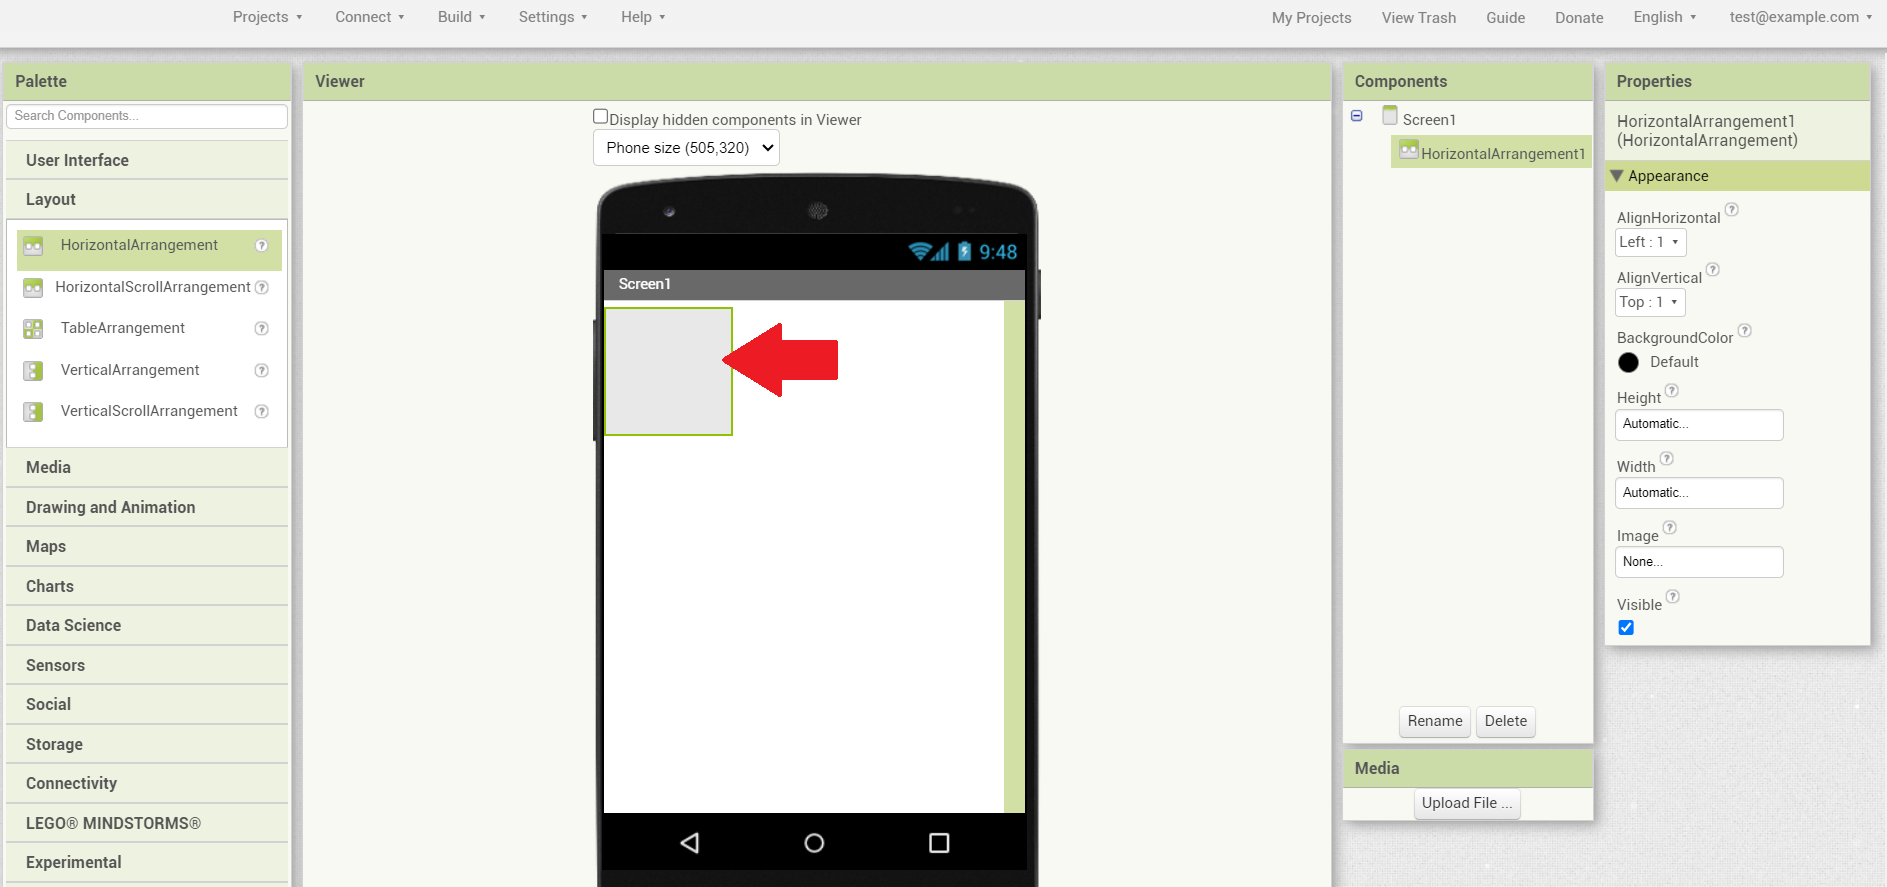 Projects
Connect
Build
Settings
Help
My Projects
View Trash
Guide
Donate
English
test@example.com
Palette
Search Components...
User Interface
Layout
HorizontalArrangement
HorizontalScrollArrangement
TableArrangement
VerticalArrangement
VerticalScrollArrangement
Media
Drawing and Animation
Maps
Charts
Data Science
Sensors
Social
Storage
Connectivity
LEGO® MINDSTORMS®
Experimental
Viewer
Display hidden components in Viewer
Phone size (505,320)
9:48
Screen1
Components
Screen1
HorizontalArrangement1
Rename
Delete
Media
Upload File ...
Properties
HorizontalArrangement1
(HorizontalArrangement)
Appearance
AlignHorizontal ?
Left : 1
AlignVertical ?
Top : 1
BackgroundColor ?
Default
Height ?
Automatic...
Width ?
Automatic...
Image ?
None...
Visible ?